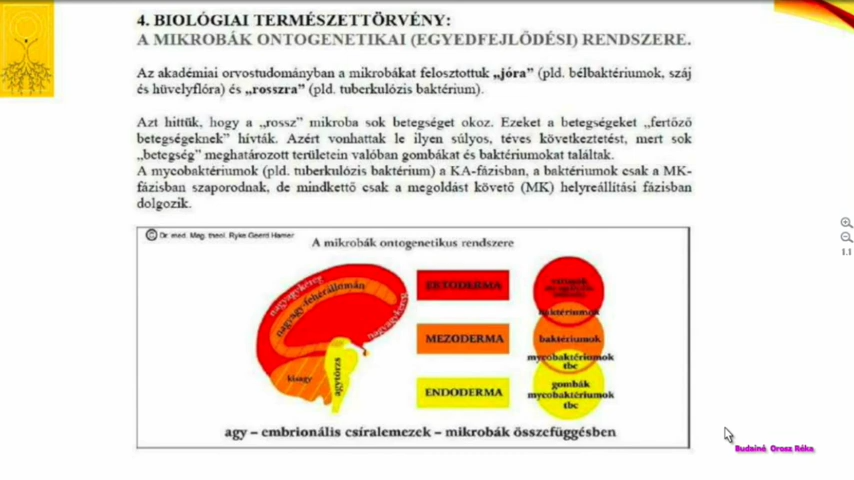 4. BIOLÓGIAI TERMÉSZETTÖRVÉNY:
A MIKROBÁK ONTOGENETIKAI (EGYEDFEJLŐDÉSI) RENDSZERE.
Az akadémiai orvostudományban a mikrobákat felosztottuk „jóra” (pld. bélbaktériumok, száj
és hüvelyflóra) és „rosszra” (pld. tuberkulózis baktérium).
Azt hittük, hogy a „rossz” mikroba sok betegséget okoz. Ezeket a betegségeket „fertőző
betegségeknek” hívták. Azért vonhattak le ilyen súlyos, téves következtetést, mert sok
„betegség” meghatározott területein valóban gombákat és baktériumokat találtak.
A mycobaktériumok (pld. tuberkulózis baktérium) a KA-fázisban, a baktériumok csak a MK-
fázisban szaporodnak, de mindkettő csak a megoldást követő (MK) helyreállítási fázisban
dolgozik.
© Dr. med. Mag. theol. Ryke Geerd Hamer
A mikrobák ontogenetikus rendszere
nagyagykéreg
nagyagy-fehérállomán
nagyagykéreg
kisagy
agytörzs
EKTODERMA
MEZODERMA
ENDODERMA
baktériumok
baktériumok
mycobaktériumok
tbc
gombák
mycobaktériumok
tbc
agy – embrionális csíralemezek – mikrobák összefüggésben
Budainé Orosz Réka
1.1